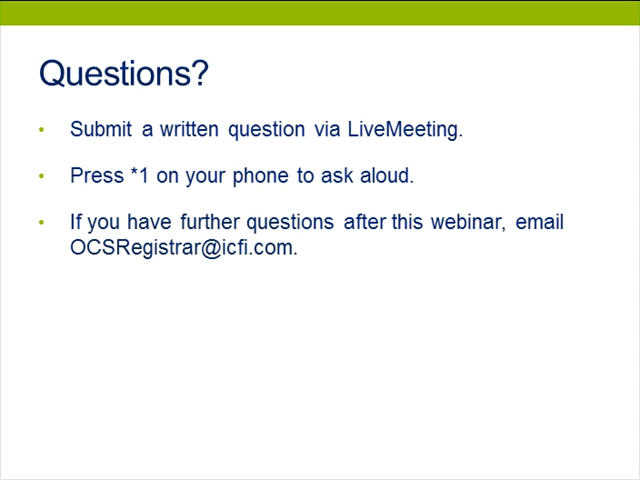 Questions?
• Submit a written question via LiveMeeting.
• Press *1 on your phone to ask aloud.
• If you have further questions after this webinar, email
OCSRegistrar@icfi.com.